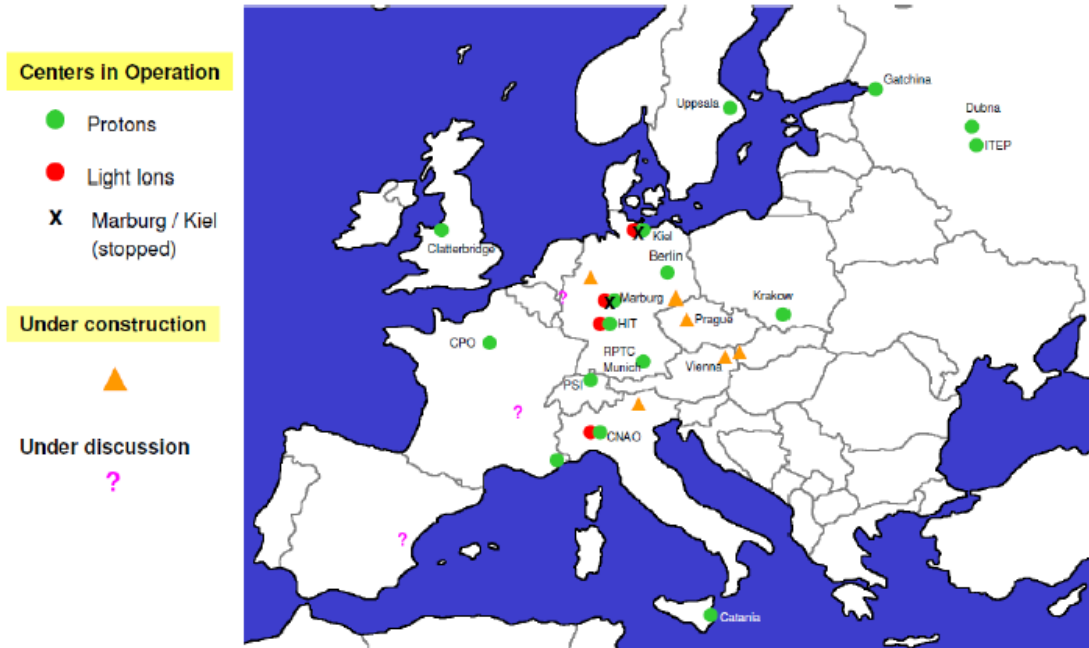 Centers in Operation
Protons
Light Ions
X Marburg / Kiel
(stopped)
Under construction
Under discussion
?
Gatchina
Uppsala
Dubna
ITEP
Clatterbridge
X
Kiel
Berlin
?
X
Marburg
Krakow
Prague
HIT
CPO
RPTC
Munich
Vienna
PSI
?
CNAO
?
Catania